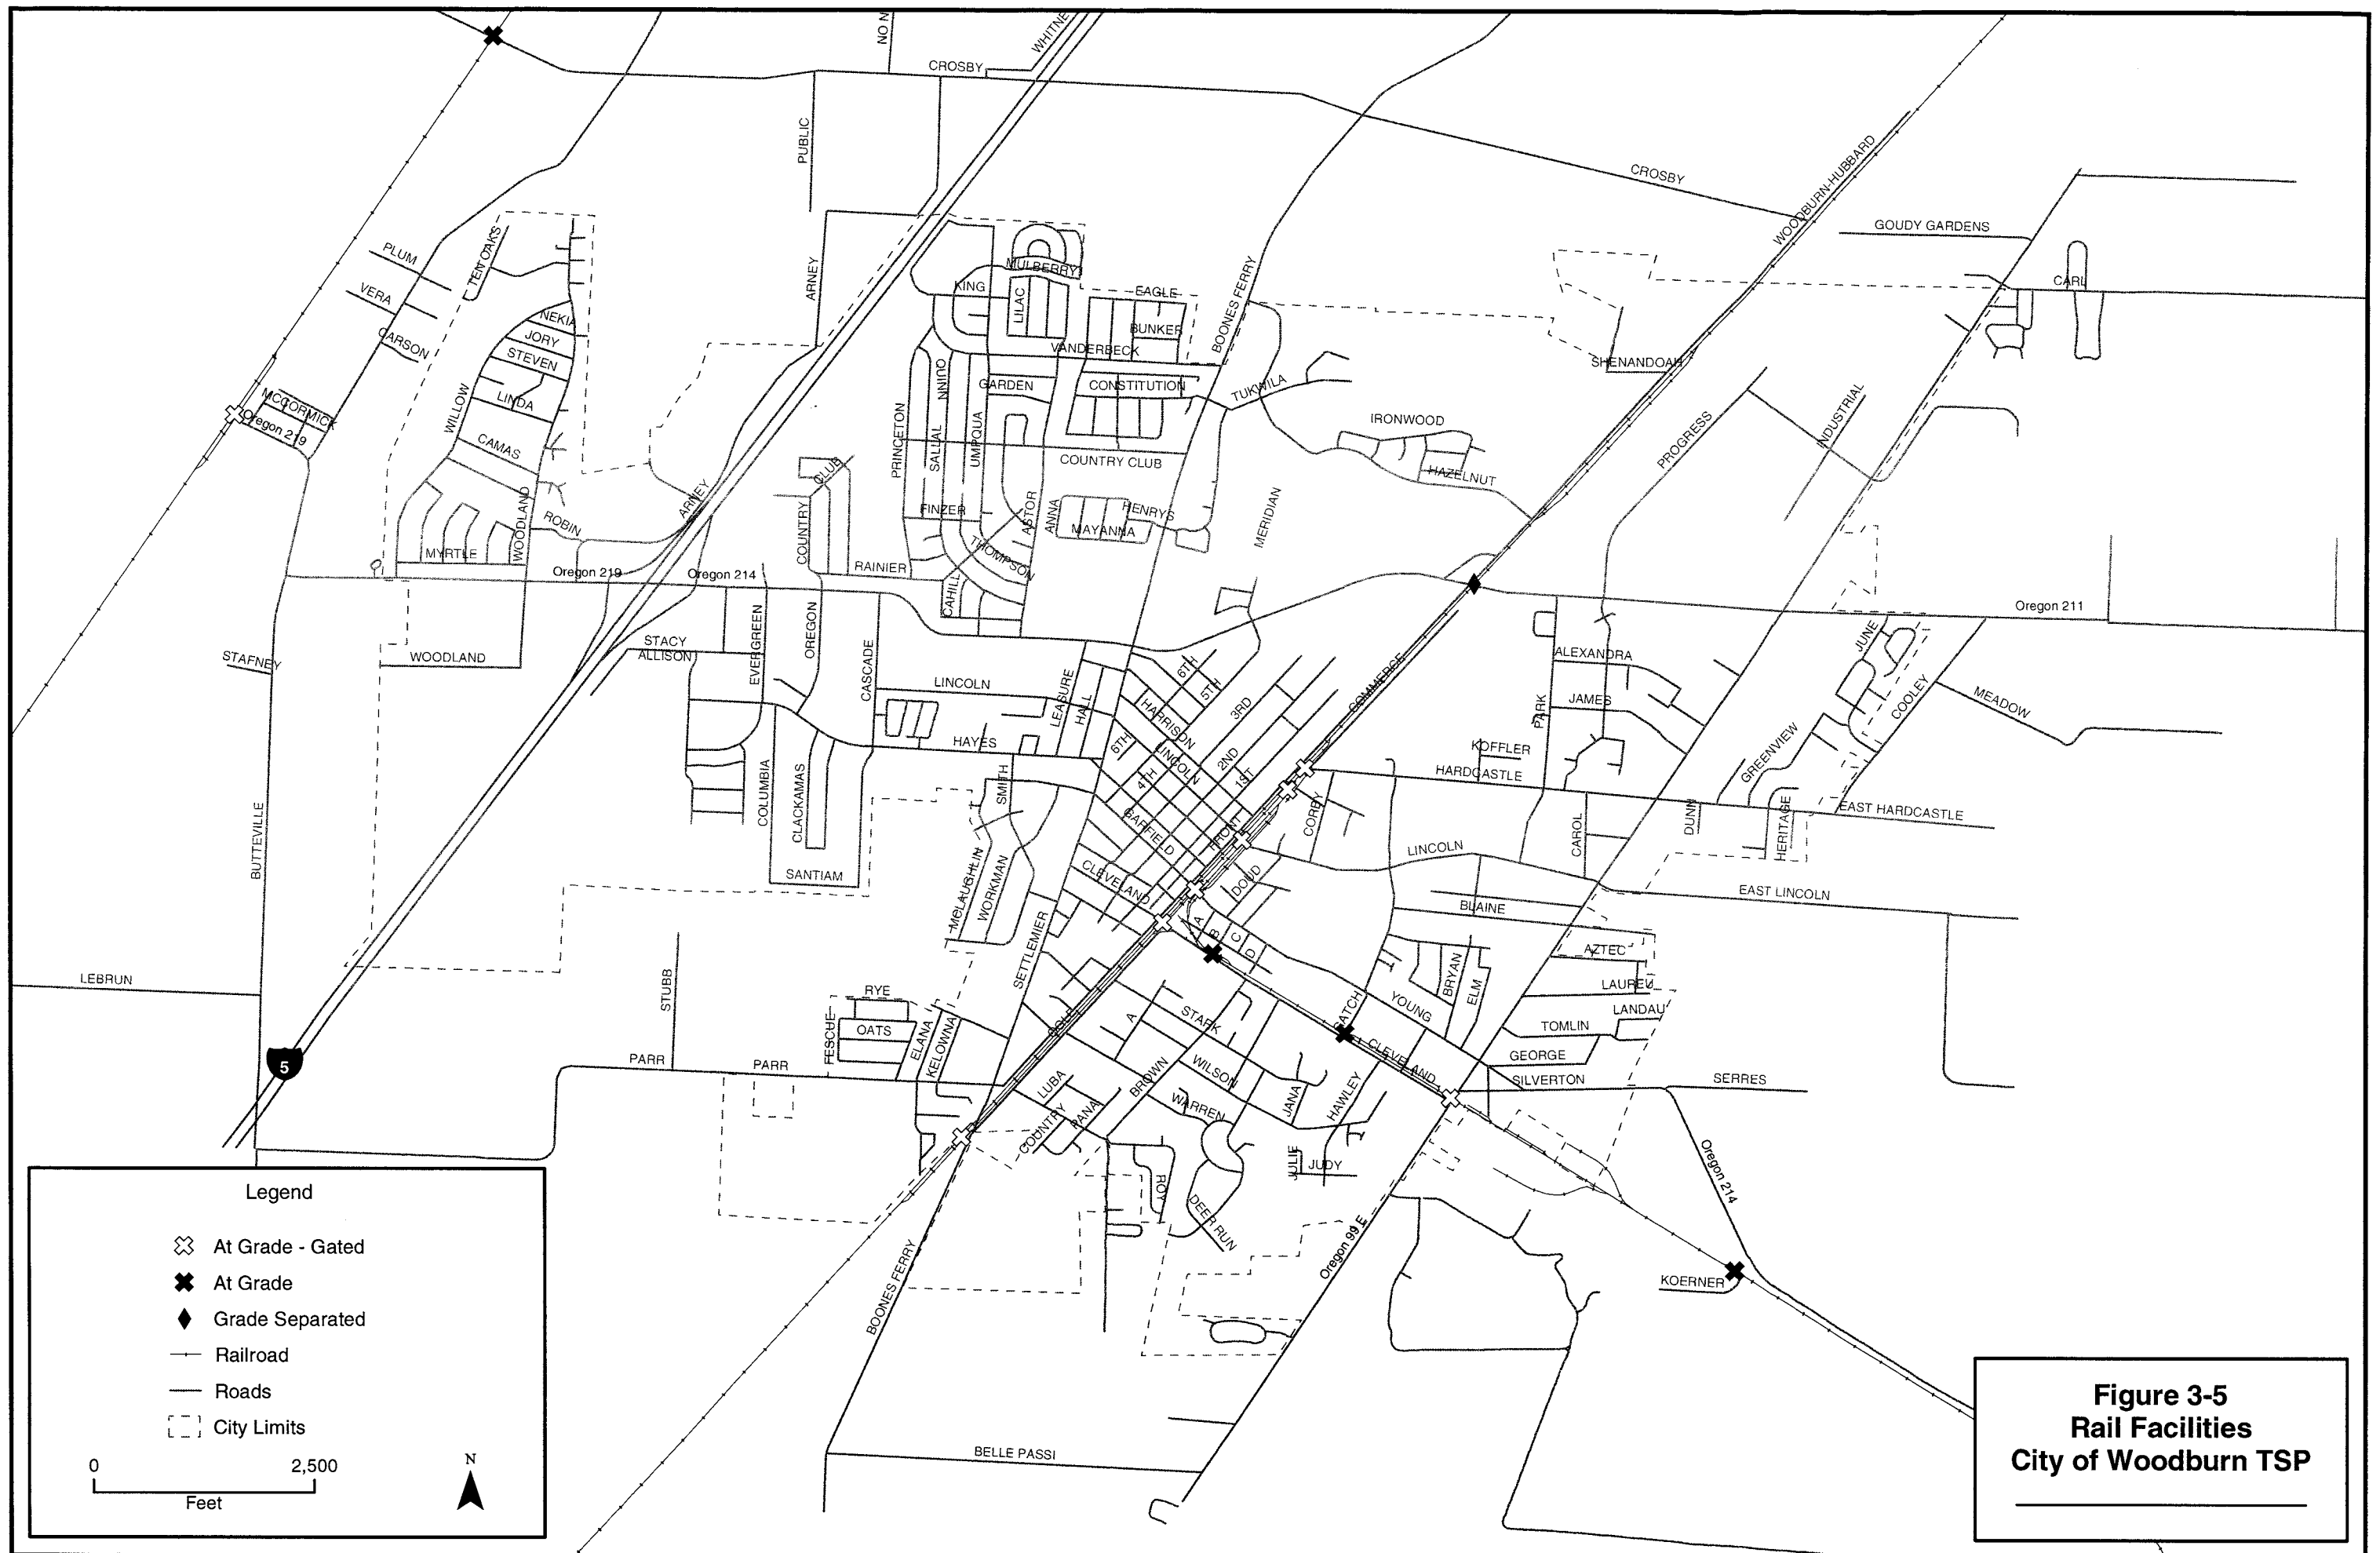 WHITNE
NO N
CROSBY
PUBLIC
CROSBY
WOODBURN-HUBBARD
GOUDY GARDENS
PLUM
TEN OAKS
ARNEY
MULBERRY
KING
LILAC
EAGLE
BOONES FERRY
CARL
VERA
NEKIA
BUNKER
CARSON
JORY
VANDERBECK
STEVEN
SHENANDOAH
QUINN
GARDEN
CONSTITUTION
TUKWILA
MCCORMICK
LINDA
WILLOW
Oregon 219
PRINCETON
SALLAL
UMPQUA
IRONWOOD
PROGRESS
INDUSTRIAL
CAMAS
CLUB
COUNTRY CLUB
HAZELNUT
ARNEY
WOODLAND
ROBIN
COUNTRY
FINZER
ASTOR
ANNA
HENRYS
MAYANNA
MERIDIAN
MYRTLE
THOMPSON
Oregon 219
Oregon 214
RAINIER
CAHILL
Oregon 211
STAFNEY
WOODLAND
STACY
ALLISON
EVERGREEN
OREGON
CASCADE
LINCOLN
LEASURE
HALL
6TH
5TH
HARRISON
3RD
COMMERCE
ALEXANDRA
JAMES
PARK
JUNE
COOLEY
MEADOW
HAYES
6TH
LINCOLN
2ND
1ST
4TH
KOFFLER
HARDCASTLE
GREENVIEW
BUTTEVILLE
COLUMBIA
CLACKAMAS
SMITH
GARFIELD
FRONT
CORBY
CAROL
DUNN
HERITAGE
EAST HARDCASTLE
SANTIAM
MCLAUGHLIN
WORKMAN
CLEVELAND
DOUD
LINCOLN
EAST LINCOLN
BLAINE
A
B
C
D
LEBRUN
STUBB
SETTLEMIER
AZTEC
BRYAN
ELM
LAUREL
RYE
OATS
FESCUE
ELANA
KELOWNA
GATCH
YOUNG
LANDAU
STARK
A
TOMLIN
5
PARR
PARR
LUBA
BROWN
WILSON
CLEVELAND
GEORGE
SILVERTON
SERRES
COUNTRY
PANA
WARREN
JANA
HAWLEY
JULIE
JUDY
ROY
DEER RUN
Oregon 214
Oregon 99 E
BOONES FERRY
KOERNER
BELLE PASSI
Legend
At Grade - Gated
At Grade
Grade Separated
Railroad
Roads
City Limits
0 2,500
Feet
N
Figure 3-5
Rail Facilities
City of Woodburn TSP